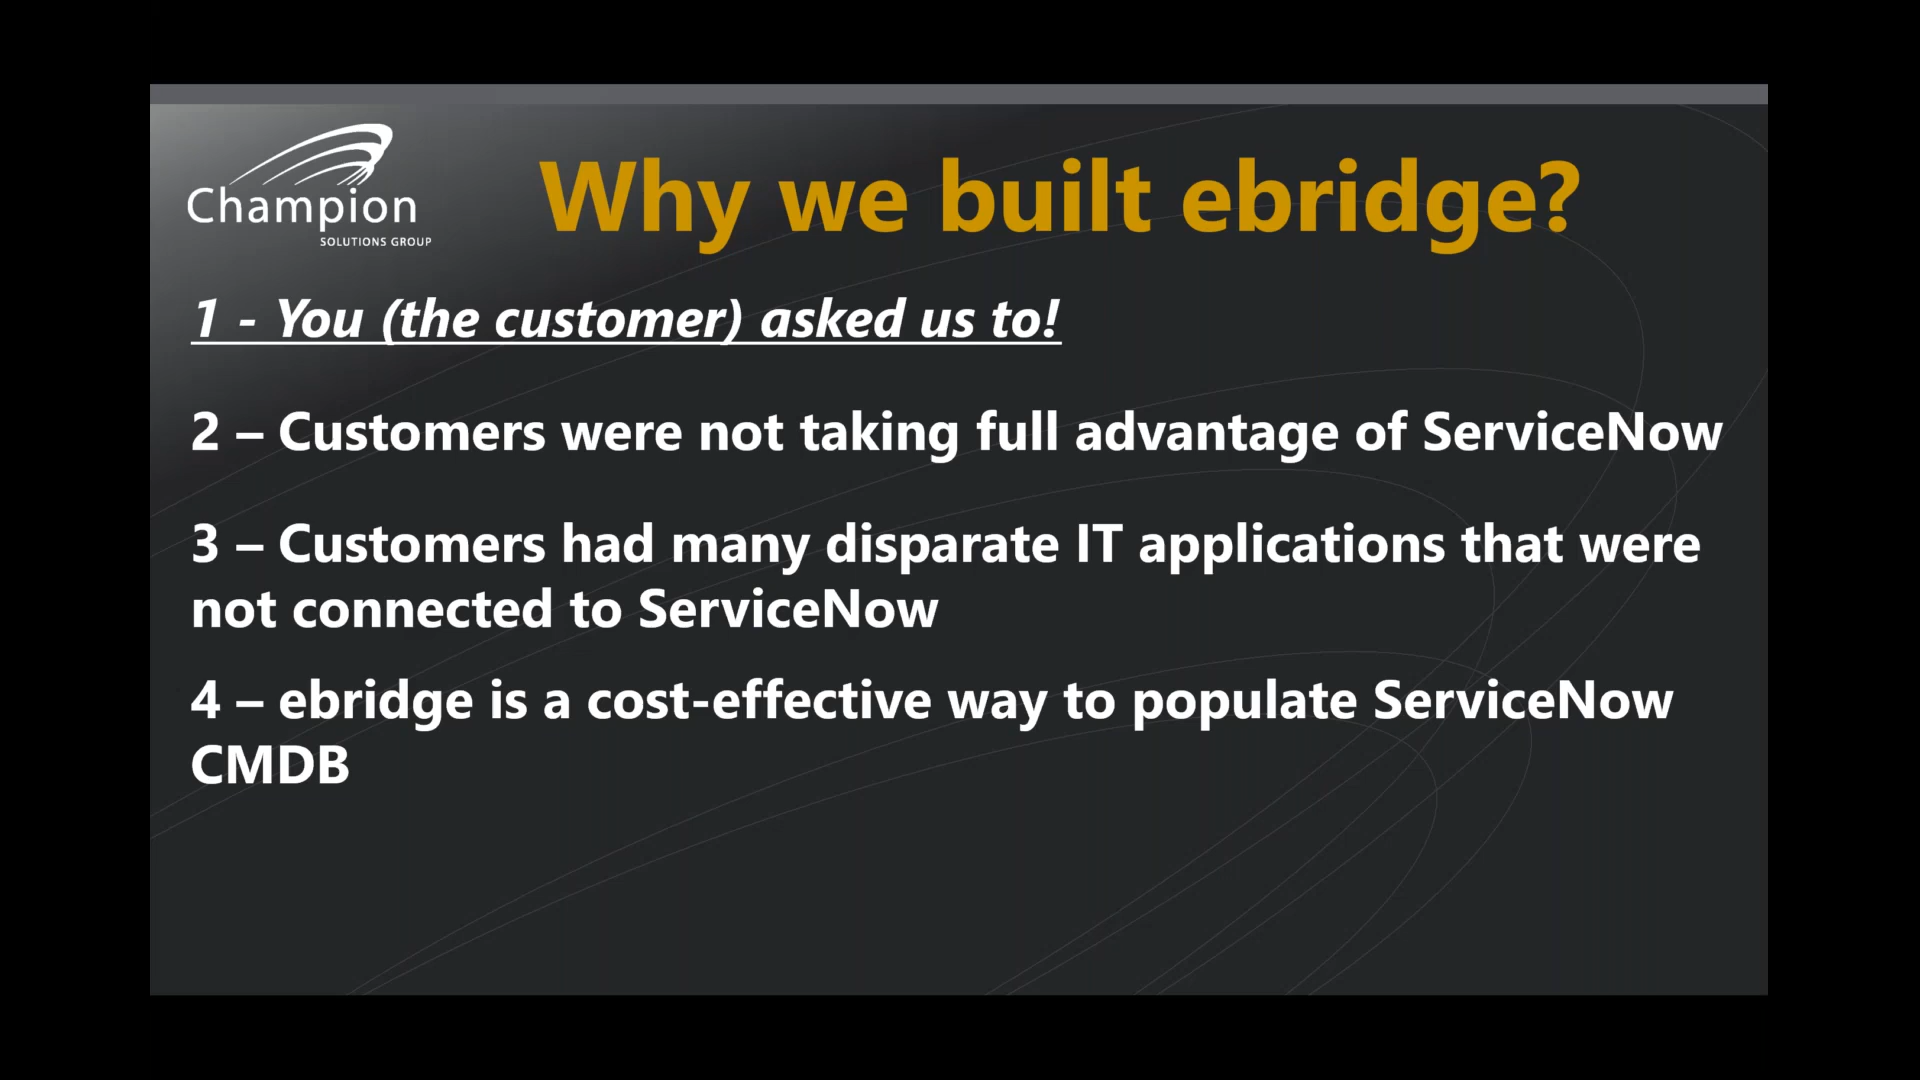 Champion
SOLUTIONS GROUP
Why we built ebridge?
1 - You (the customer) asked us to!
2 – Customers were not taking full advantage of ServiceNow
3 – Customers had many disparate IT applications that were
not connected to ServiceNow
4 – ebridge is a cost-effective way to populate ServiceNow
CMDB